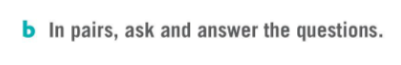 b In pairs, ask and answer the questions.